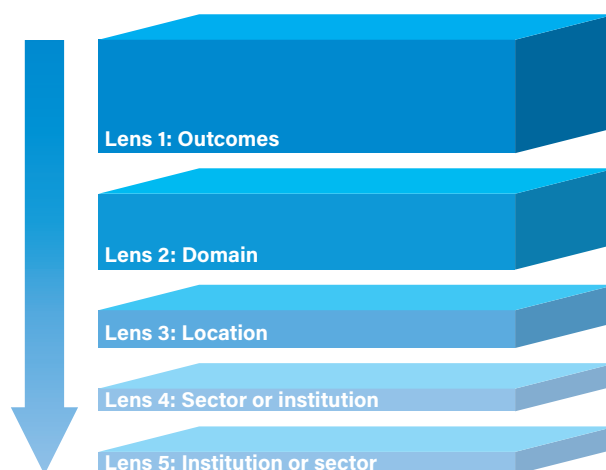 Lens 1: Outcomes
Lens 2: Domain
Lens 3: Location
Lens 4: Sector or institution
Lens 5: Institution or sector